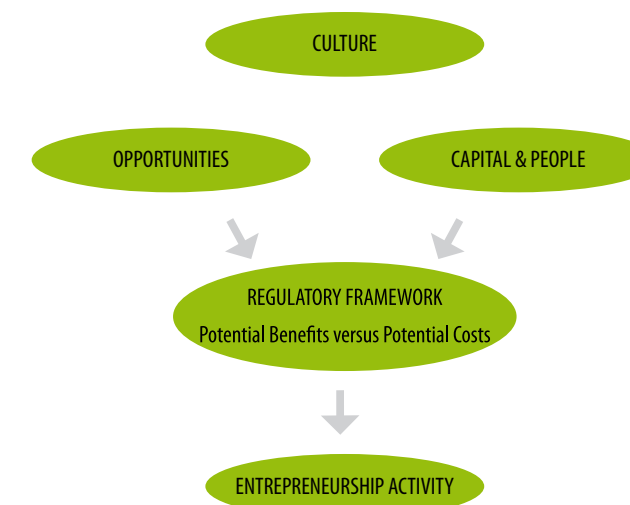 CULTURE
OPPORTUNITIES
CAPITAL & PEOPLE
REGULATORY FRAMEWORK
Potential Benefits versus Potential Costs
ENTREPRENEURSHIP ACTIVITY